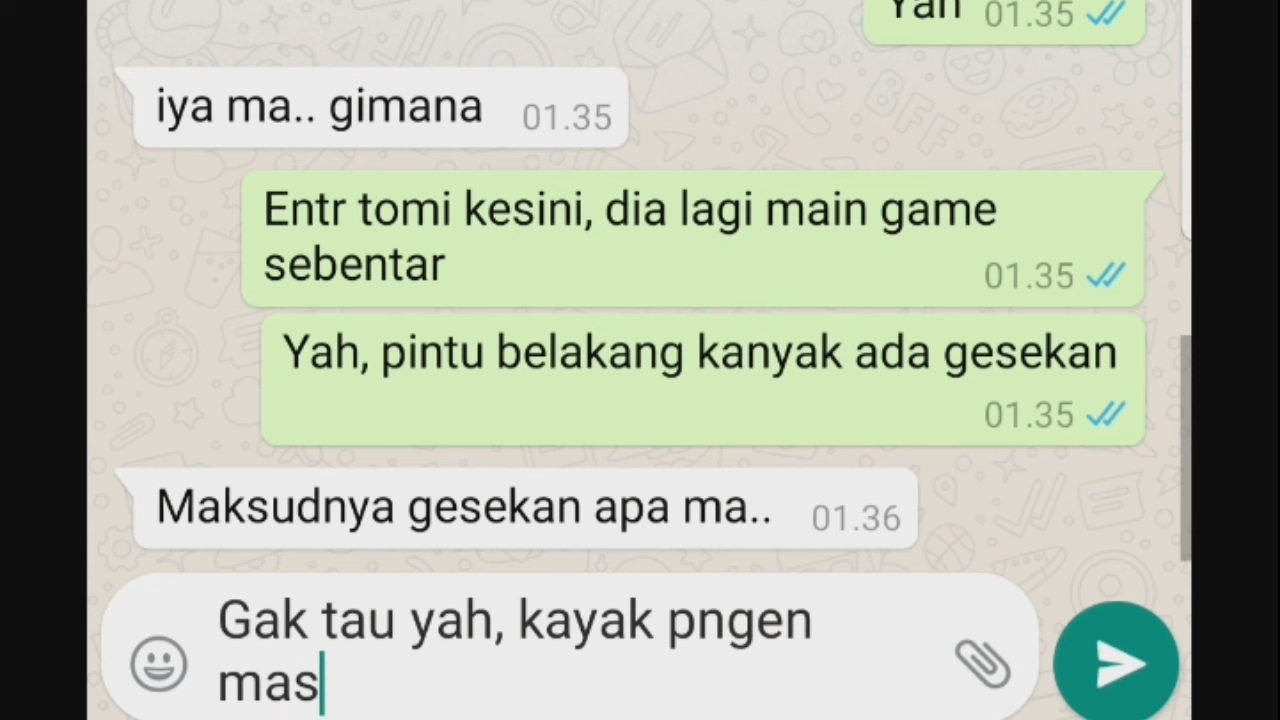 Yah 01.35
iya ma.. gimana 01.35
Entr tomi kesini, dia lagi main game
sebentar 01.35
Yah, pintu belakang kanyak ada gesekan
01.35
Maksudnya gesekan apa ma.. 01.36
Gak tau yah, kayak pngen
mas